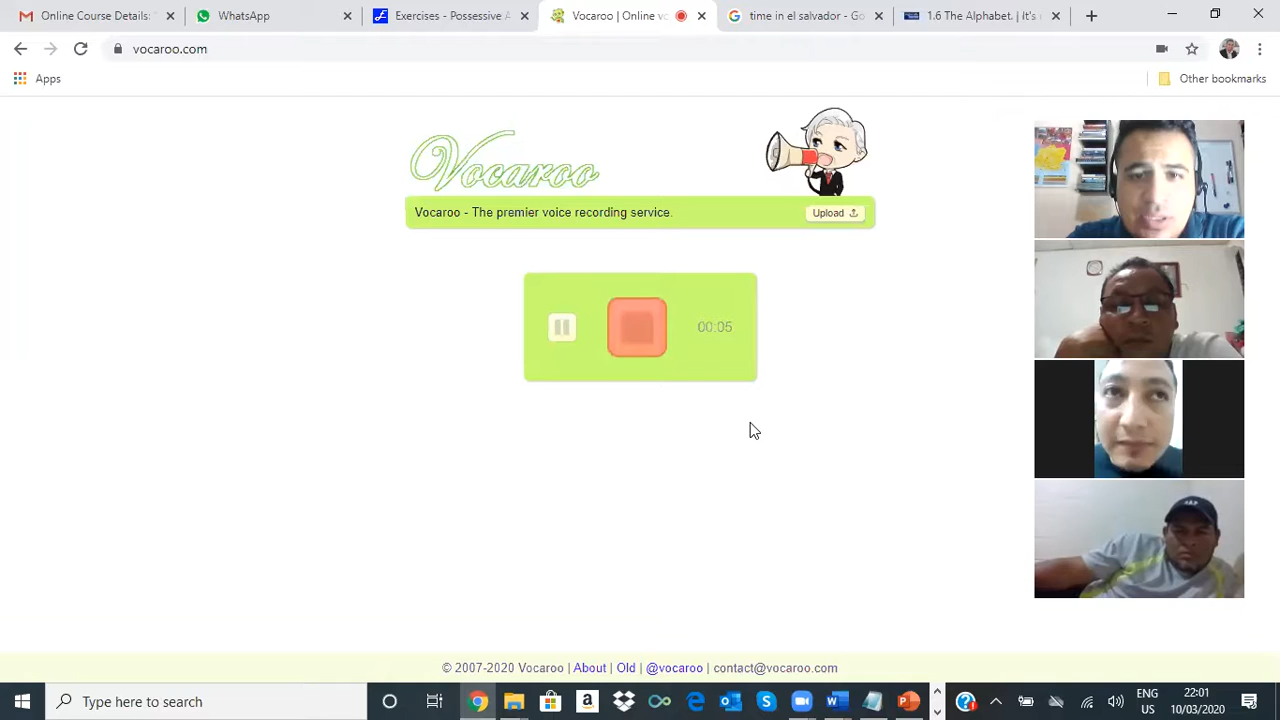 Online Course Details:
WhatsApp
Exercises - Possessive A
Vocaroo | Online vo
time in el salvador - Go
1.6 The Alphabet. | it's
vocaroo.com
Apps
Other bookmarks
Vocaroo
Vocaroo - The premier voice recording service.
Upload
00:05
© 2007-2020 Vocaroo | About | Old | @vocaroo | contact@vocaroo.com
Type here to search
ENG
US
22:01
10/03/2020